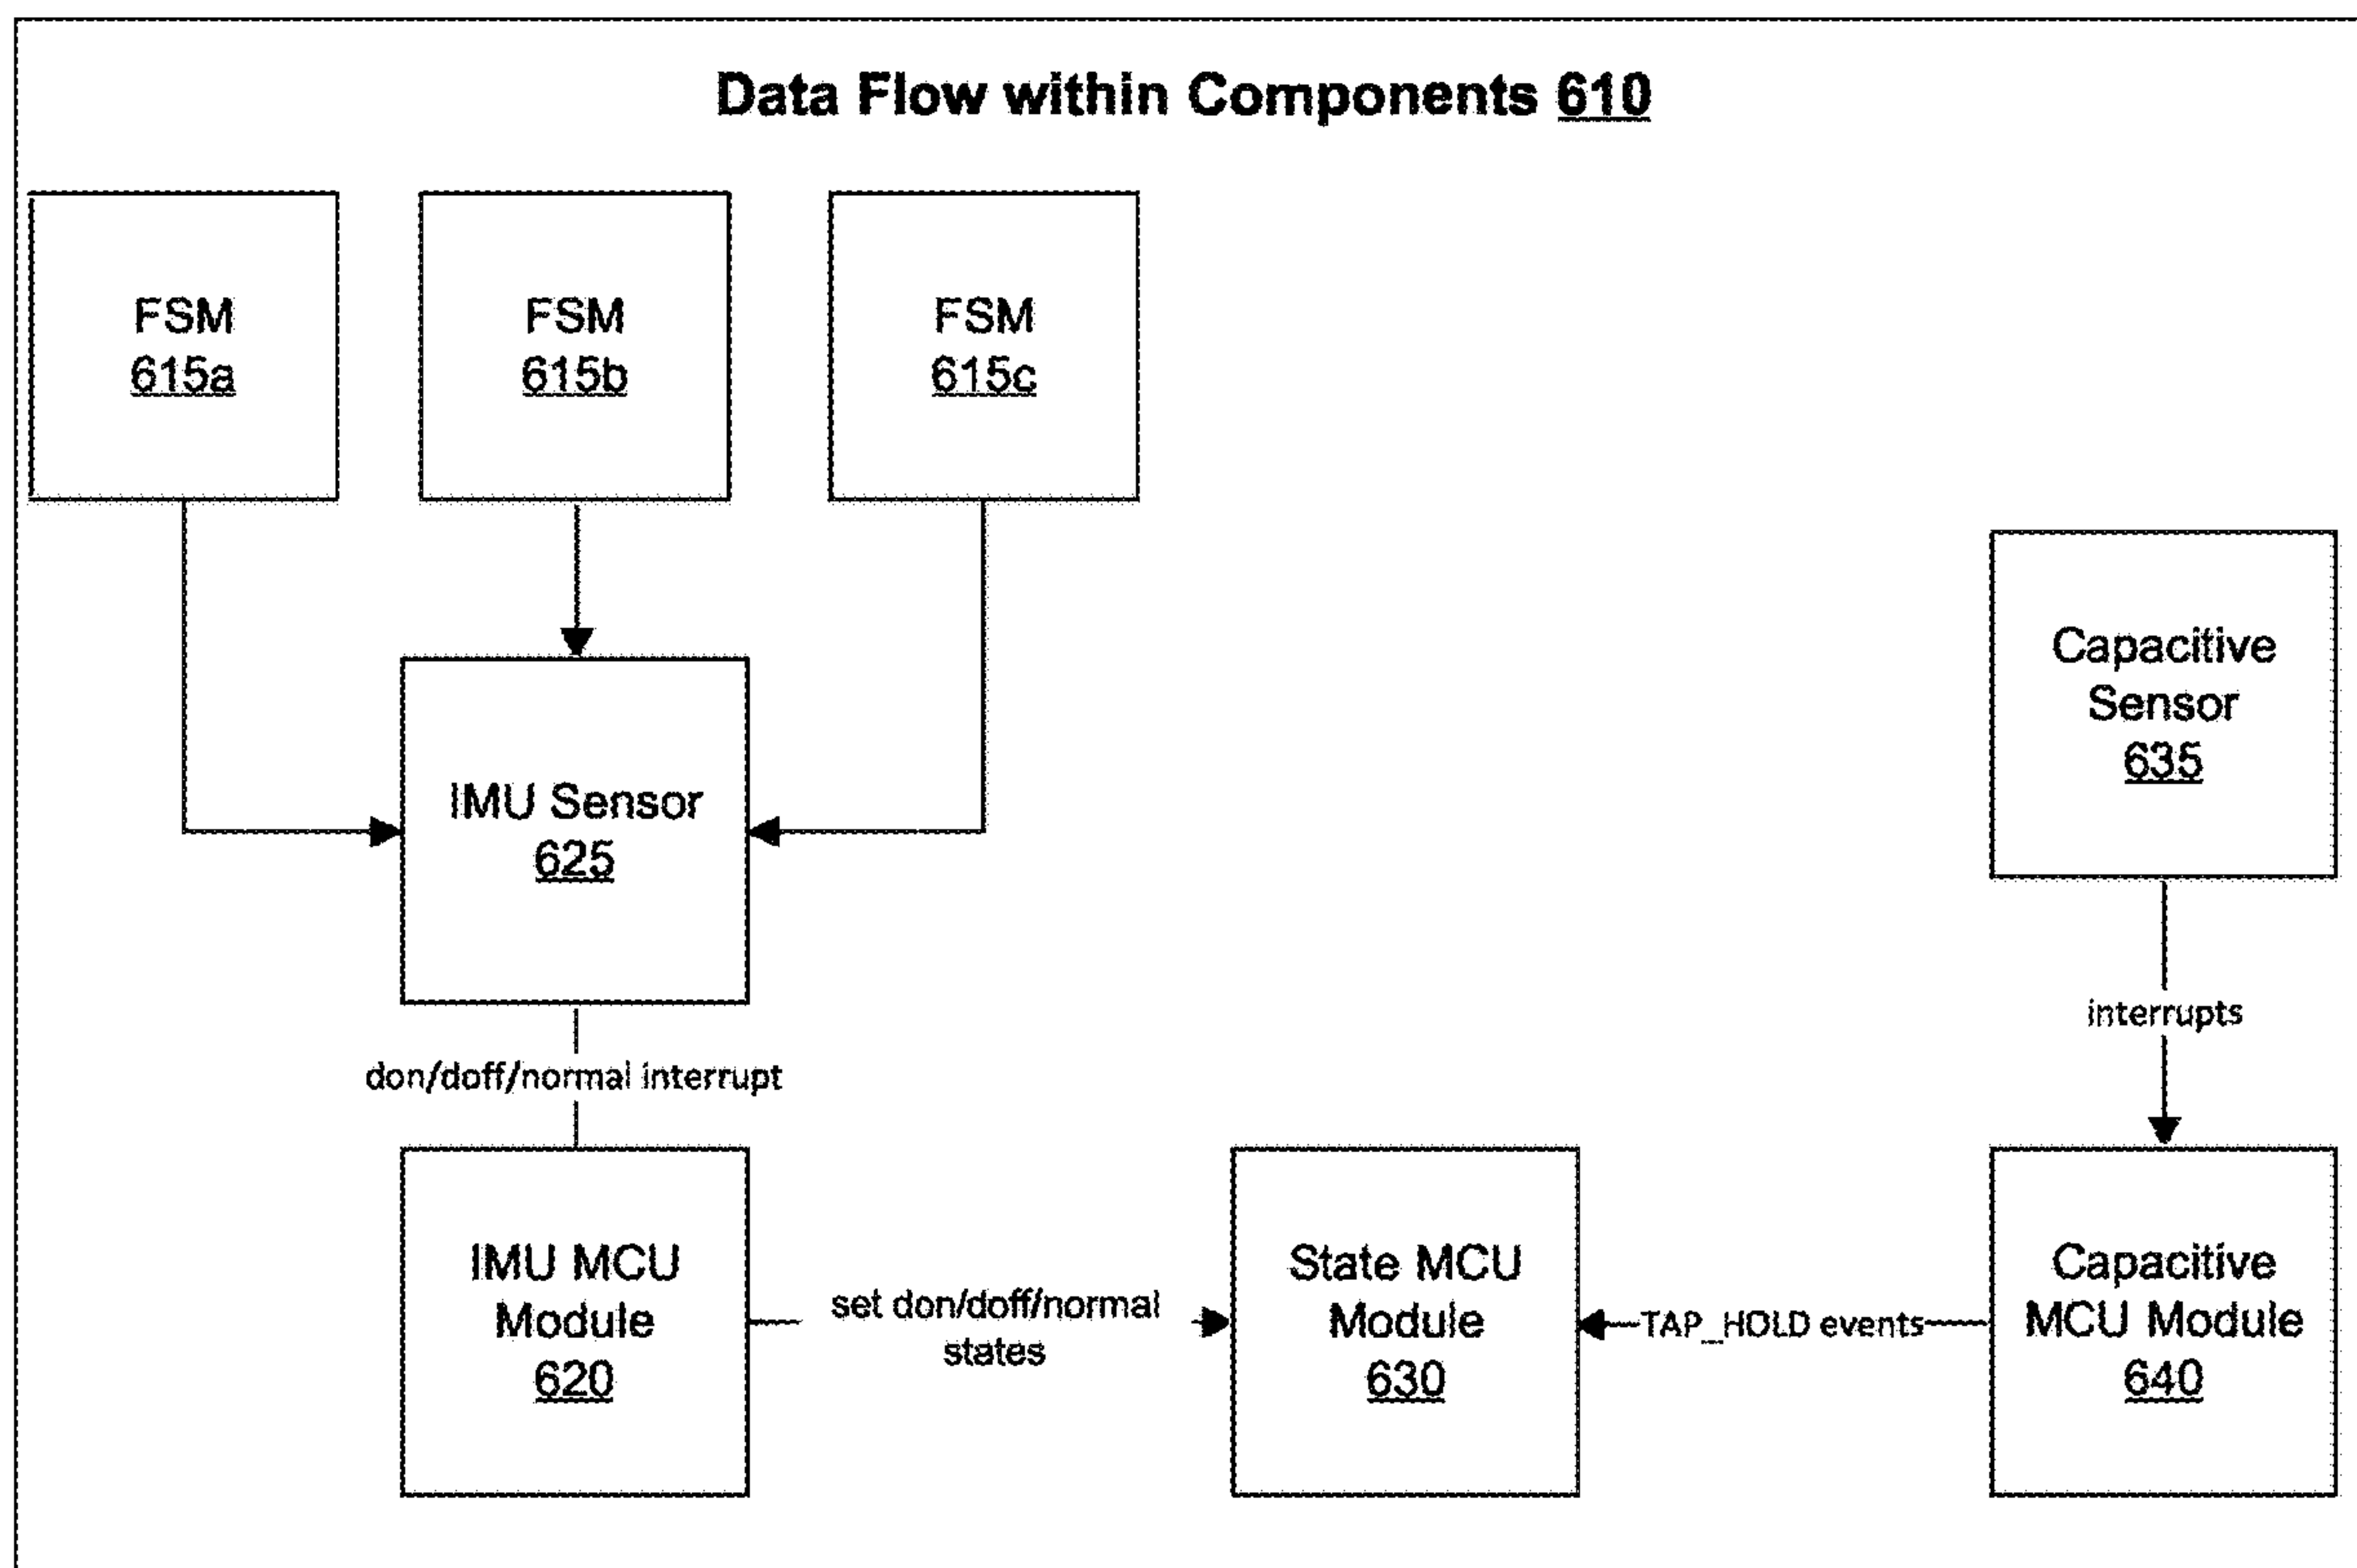 Data Flow within Components 610
FSM
615a
FSM
615b
FSM
615c
IMU Sensor
625
Capacitive
Sensor
635
don/doff/normal interrupt
interrupts
IMU MCU
Module
620
set don/doff/normal
states
State MCU
Module
630
TAP_HOLD events
Capacitive
MCU Module
640